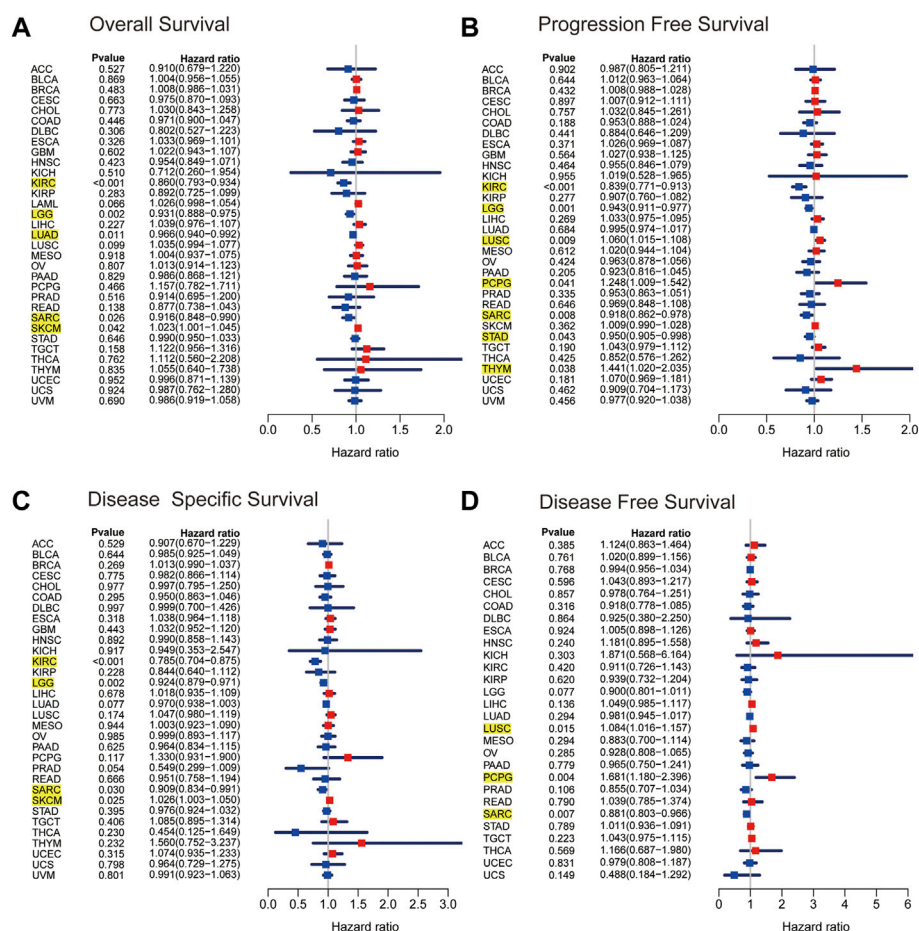 A Overall Survival
Pvalue Hazard ratio
ACC 0.527 0.910(0.679−1.220)
BLCA 0.869 1.004(0.956−1.055)
BRCA 0.483 1.008(0.986−1.031)
CESC 0.663 0.975(0.870−1.093)
CHOL 0.773 1.030(0.843−1.258)
COAD 0.446 0.971(0.900−1.047)
DLBC 0.306 0.802(0.527−1.223)
ESCA 0.326 1.033(0.969−1.101)
GBM 0.602 1.022(0.943−1.107)
HNSC 0.423 0.954(0.849−1.071)
KICH 0.510 0.712(0.260−1.954)
KIRC <0.001 0.860(0.793−0.934)
KIRP 0.283 0.892(0.725−1.099)
LAML 0.066 1.026(0.998−1.054)
LGG 0.002 0.931(0.888−0.975)
LIHC 0.227 1.039(0.976−1.107)
LUAD 0.011 0.966(0.940−0.992)
LUSC 0.099 1.035(0.994−1.077)
MESO 0.918 1.004(0.937−1.075)
OV 0.807 1.013(0.914−1.123)
PAAD 0.829 0.986(0.868−1.121)
PCPG 0.466 1.157(0.782−1.711)
PRAD 0.516 0.914(0.695−1.200)
READ 0.138 0.877(0.738−1.043)
SARC 0.026 0.916(0.848−0.990)
SKCM 0.042 1.023(1.001−1.045)
STAD 0.646 0.990(0.950−1.033)
TGCT 0.158 1.122(0.956−1.316)
THCA 0.762 1.112(0.560−2.208)
THYM 0.835 1.055(0.640−1.738)
UCEC 0.952 0.996(0.871−1.139)
UCS 0.924 0.987(0.762−1.280)
UVM 0.690 0.986(0.919−1.058)
0.0 0.5 1.0 1.5 2.0
Hazard ratio
B Progression Free Survival
Pvalue Hazard ratio
ACC 0.902 0.987(0.805−1.211)
BLCA 0.644 1.012(0.963−1.064)
BRCA 0.432 1.008(0.988−1.028)
CESC 0.897 1.007(0.912−1.111)
CHOL 0.757 1.032(0.845−1.261)
COAD 0.188 0.953(0.888−1.024)
DLBC 0.441 0.884(0.646−1.209)
ESCA 0.371 1.026(0.969−1.087)
GBM 0.564 1.027(0.938−1.125)
HNSC 0.464 0.955(0.846−1.079)
KICH 0.955 1.019(0.528−1.965)
KIRC <0.001 0.839(0.771−0.913)
KIRP 0.277 0.907(0.760−1.082)
LGG 0.001 0.943(0.911−0.977)
LIHC 0.269 1.033(0.975−1.095)
LUAD 0.684 0.995(0.974−1.017)
LUSC 0.009 1.060(1.015−1.108)
MESO 0.612 1.020(0.944−1.104)
OV 0.424 0.963(0.878−1.056)
PAAD 0.205 0.923(0.816−1.045)
PCPG 0.041 1.248(1.009−1.542)
PRAD 0.335 0.953(0.863−1.051)
READ 0.646 0.969(0.848−1.108)
SARC 0.008 0.918(0.862−0.978)
SKCM 0.362 1.009(0.990−1.028)
STAD 0.043 0.950(0.905−0.998)
TGCT 0.190 1.043(0.979−1.112)
THCA 0.425 0.852(0.576−1.262)
THYM 0.038 1.441(1.020−2.035)
UCEC 0.181 1.070(0.969−1.181)
UCS 0.462 0.909(0.704−1.173)
UVM 0.456 0.977(0.920−1.038)
0.0 0.5 1.0 1.5 2.0
Hazard ratio
C Disease Specific Survival
Pvalue Hazard ratio
ACC 0.529 0.907(0.670−1.229)
BLCA 0.644 0.985(0.925−1.049)
BRCA 0.269 1.013(0.990−1.037)
CESC 0.775 0.982(0.866−1.114)
CHOL 0.977 0.997(0.795−1.250)
COAD 0.295 0.950(0.863−1.046)
DLBC 0.997 0.999(0.700−1.426)
ESCA 0.318 1.038(0.964−1.118)
GBM 0.443 1.032(0.952−1.120)
HNSC 0.892 0.990(0.858−1.143)
KICH 0.917 0.949(0.353−2.547)
KIRC <0.001 0.785(0.704−0.875)
KIRP 0.228 0.844(0.640−1.112)
LGG 0.002 0.924(0.879−0.971)
LIHC 0.678 1.018(0.935−1.109)
LUAD 0.077 0.970(0.938−1.003)
LUSC 0.174 1.047(0.980−1.119)
MESO 0.944 1.003(0.923−1.090)
OV 0.985 0.999(0.893−1.117)
PAAD 0.625 0.964(0.834−1.115)
PCPG 0.117 1.330(0.931−1.900)
PRAD 0.054 0.549(0.299−1.009)
READ 0.666 0.951(0.758−1.194)
SARC 0.030 0.909(0.834−0.991)
SKCM 0.025 1.026(1.003−1.050)
STAD 0.395 0.976(0.924−1.032)
TGCT 0.406 1.085(0.895−1.314)
THCA 0.230 0.454(0.125−1.649)
THYM 0.232 1.560(0.752−3.237)
UCEC 0.315 1.074(0.935−1.233)
UCS 0.798 0.964(0.729−1.275)
UVM 0.801 0.991(0.923−1.063)
0.0 0.5 1.0 1.5 2.0 2.5 3.0
Hazard ratio
D Disease Free Survival
Pvalue Hazard ratio
ACC 0.385 1.124(0.863−1.464)
BLCA 0.761 1.020(0.899−1.156)
BRCA 0.768 0.994(0.956−1.034)
CESC 0.596 1.043(0.893−1.217)
CHOL 0.857 0.978(0.764−1.251)
COAD 0.316 0.918(0.778−1.085)
DLBC 0.864 0.925(0.380−2.250)
ESCA 0.924 1.005(0.898−1.126)
HNSC 0.240 1.181(0.895−1.558)
KICH 0.303 1.871(0.568−6.164)
KIRC 0.420 0.911(0.726−1.143)
KIRP 0.620 0.939(0.732−1.204)
LGG 0.077 0.900(0.801−1.011)
LIHC 0.136 1.049(0.985−1.117)
LUAD 0.294 0.981(0.945−1.017)
LUSC 0.015 1.084(1.016−1.157)
MESO 0.294 0.883(0.700−1.114)
OV 0.285 0.928(0.808−1.065)
PAAD 0.779 0.965(0.750−1.241)
PCPG 0.004 1.681(1.180−2.396)
PRAD 0.106 0.855(0.707−1.034)
READ 0.790 1.039(0.785−1.374)
SARC 0.007 0.881(0.803−0.966)
STAD 0.789 1.011(0.936−1.091)
TGCT 0.223 1.043(0.975−1.115)
THCA 0.569 1.166(0.687−1.980)
UCEC 0.831 0.979(0.808−1.187)
UCS 0.149 0.488(0.184−1.292)
0 1 2 3 4 5 6
Hazard ratio